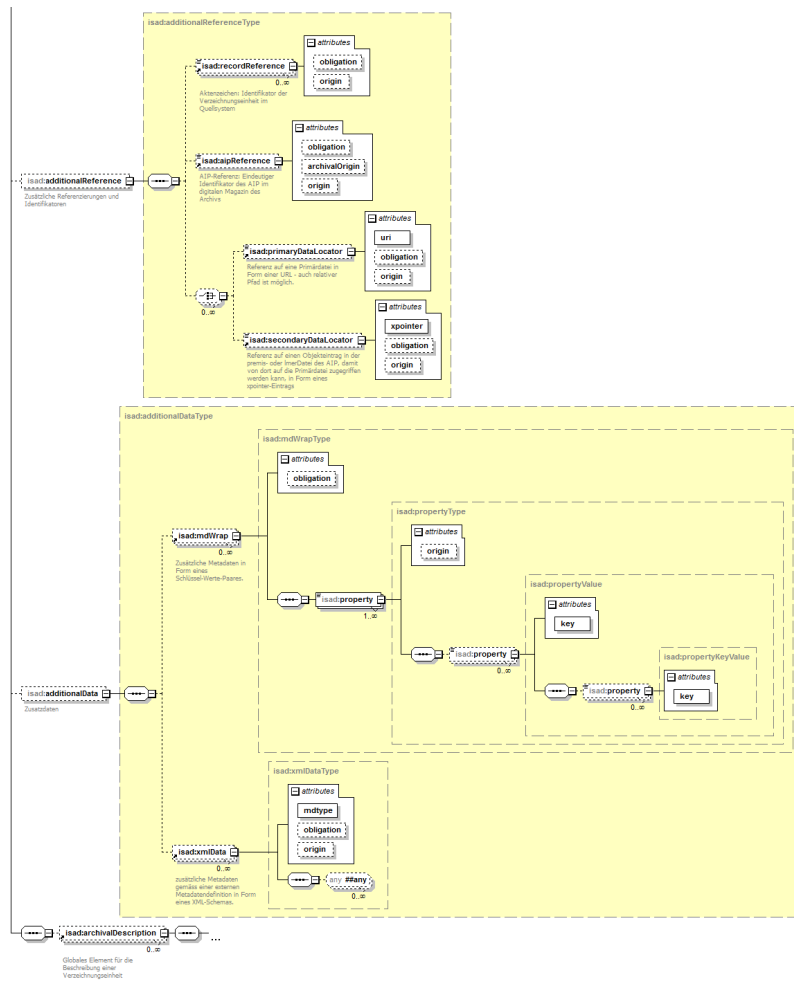 isad:additionalReferenceType
attributes
isad:recordReference
obligation
origin
0..∞
Aktenzeichen: Identifikator der
Verzeichnungseinheit im
Quellsystem
attributes
obligation
isad:aipReference
archivalOrigin
origin
AIP-Referenz: Eindeutiger
Identifikator des AIP im
digitalen Magazin des
Archivs
isad:additionalReference
Zusätzliche Referenzierungen und
Identifikatoren
attributes
uri
isad:primaryDataLocator
obligation
origin
Referenz auf eine Primärdatei in
Form einer URL - auch relativer
Pfad ist möglich.
0..∞
attributes
xpointer
isad:secondaryDataLocator
obligation
origin
Referenz auf einen Objekteintrag in der
premis- oder lmerDatei des AIP, damit
von dort auf die Primärdatei zugegriffen
werden kann, in Form eines
xpointer-Eintrags
isad:additionalDataType
isad:mdWrapType
attributes
obligation
isad:propertyType
attributes
origin
isad:mdWrap
0..∞
Zusätzliche Metadaten in
Form eines
Schlüssel-Werte-Paares.
isad:propertyValue
attributes
key
isad:property
1..∞
isad:property
0..∞
isad:propertyKeyValue
attributes
key
isad:property
0..∞
isad:additionalData
Zusatzdaten
isad:xmlDataType
attributes
mdtype
obligation
origin
isad:xmlData
0..∞
any ##any
0..∞
zusätzliche Metadaten
gemäss einer externen
Metadatendefinition in Form
eines XML-Schemas.
isad:archivalDescription
0..∞
...
Globales Element für die
Beschreibung einer
Verzeichnungseinheit